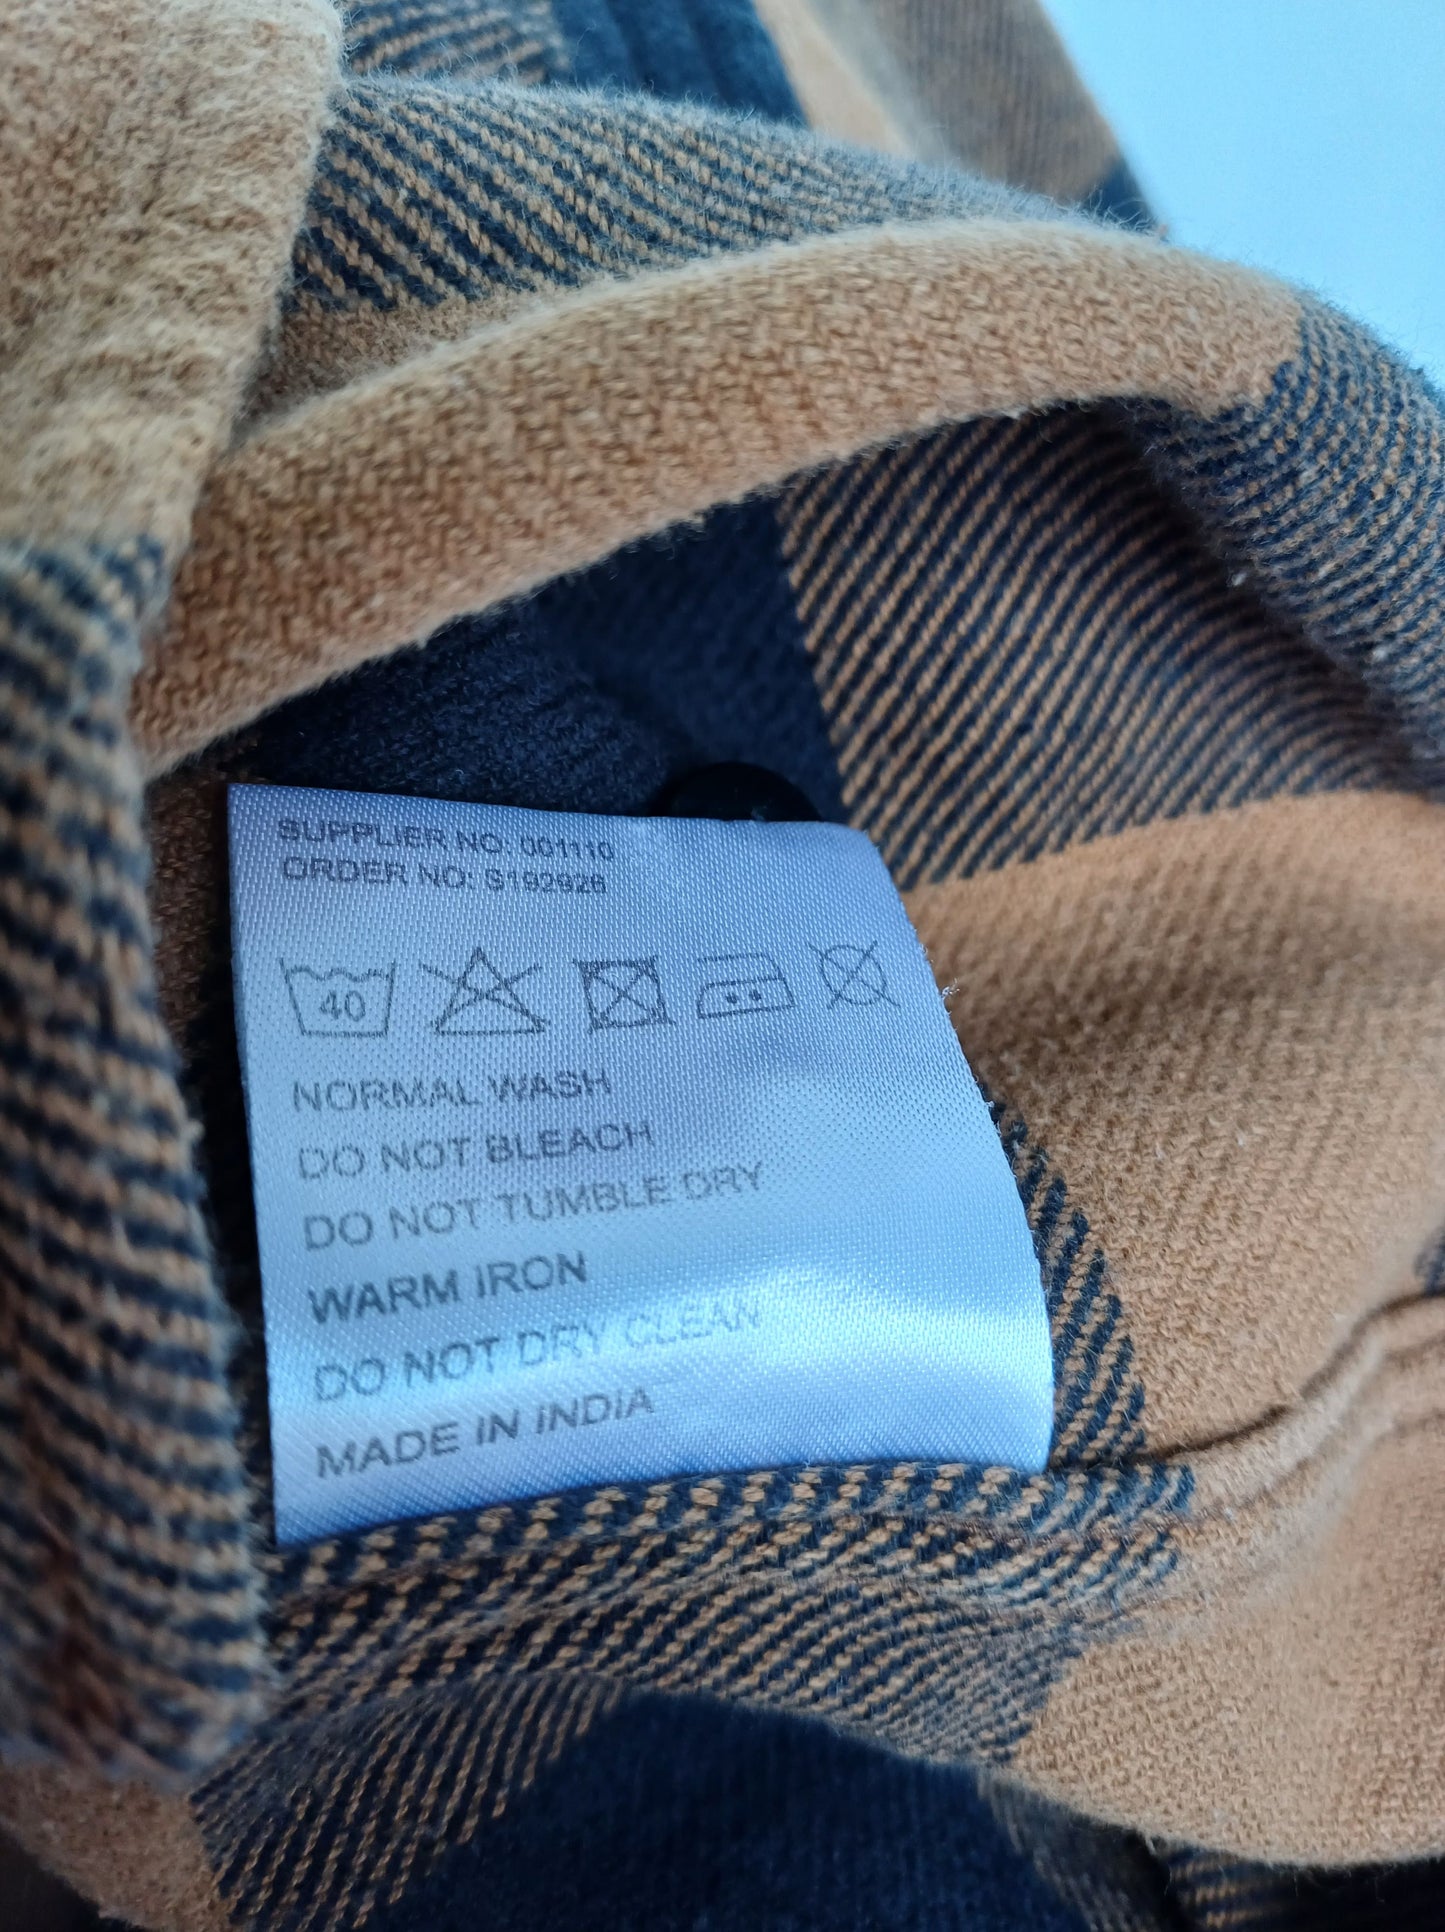 SUPPLIER NO: 001110
ORDER NO: S192926
40
NORMAL WASH
DO NOT BLEACH
DO NOT TUMBLE DRY
WARM IRON
DO NOT DRY CLEAN
MADE IN INDIA